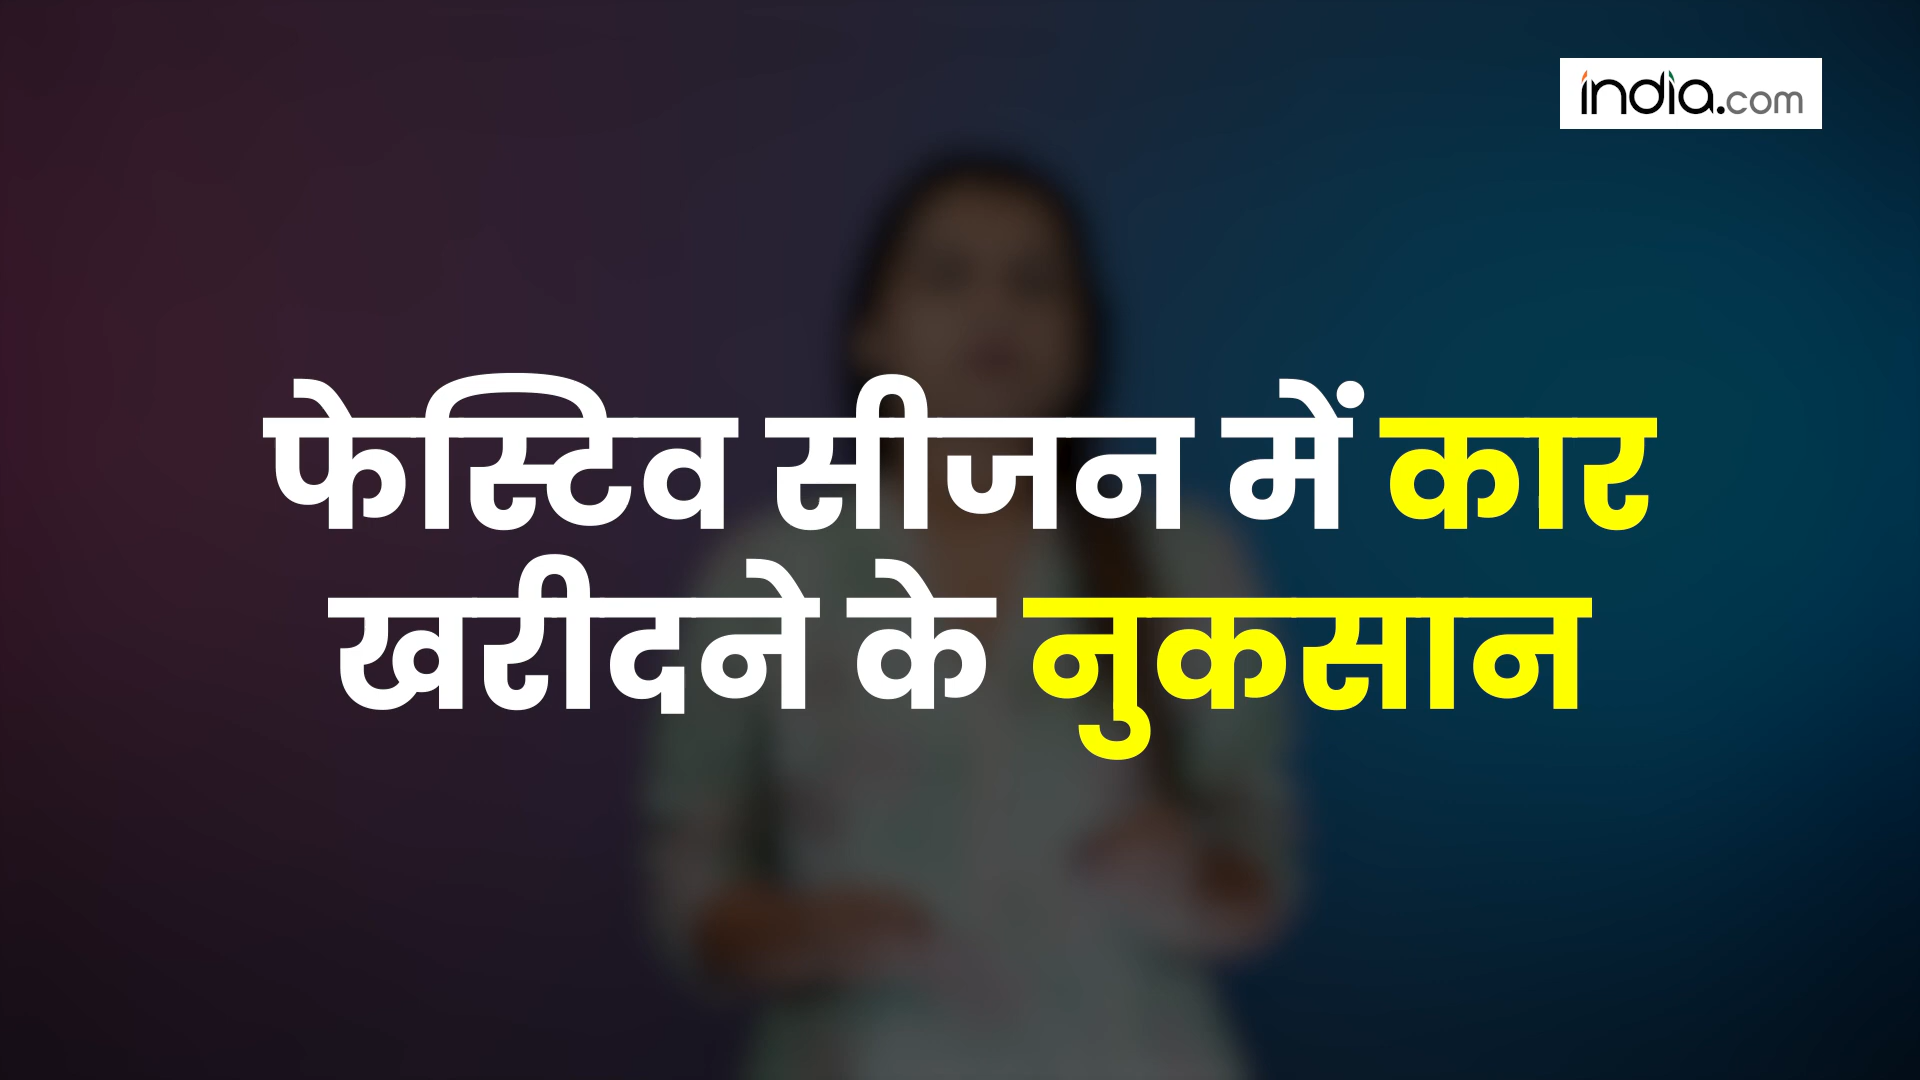 india.com
फेस्टिव सीजन में कार
खरीदने के नुकसान